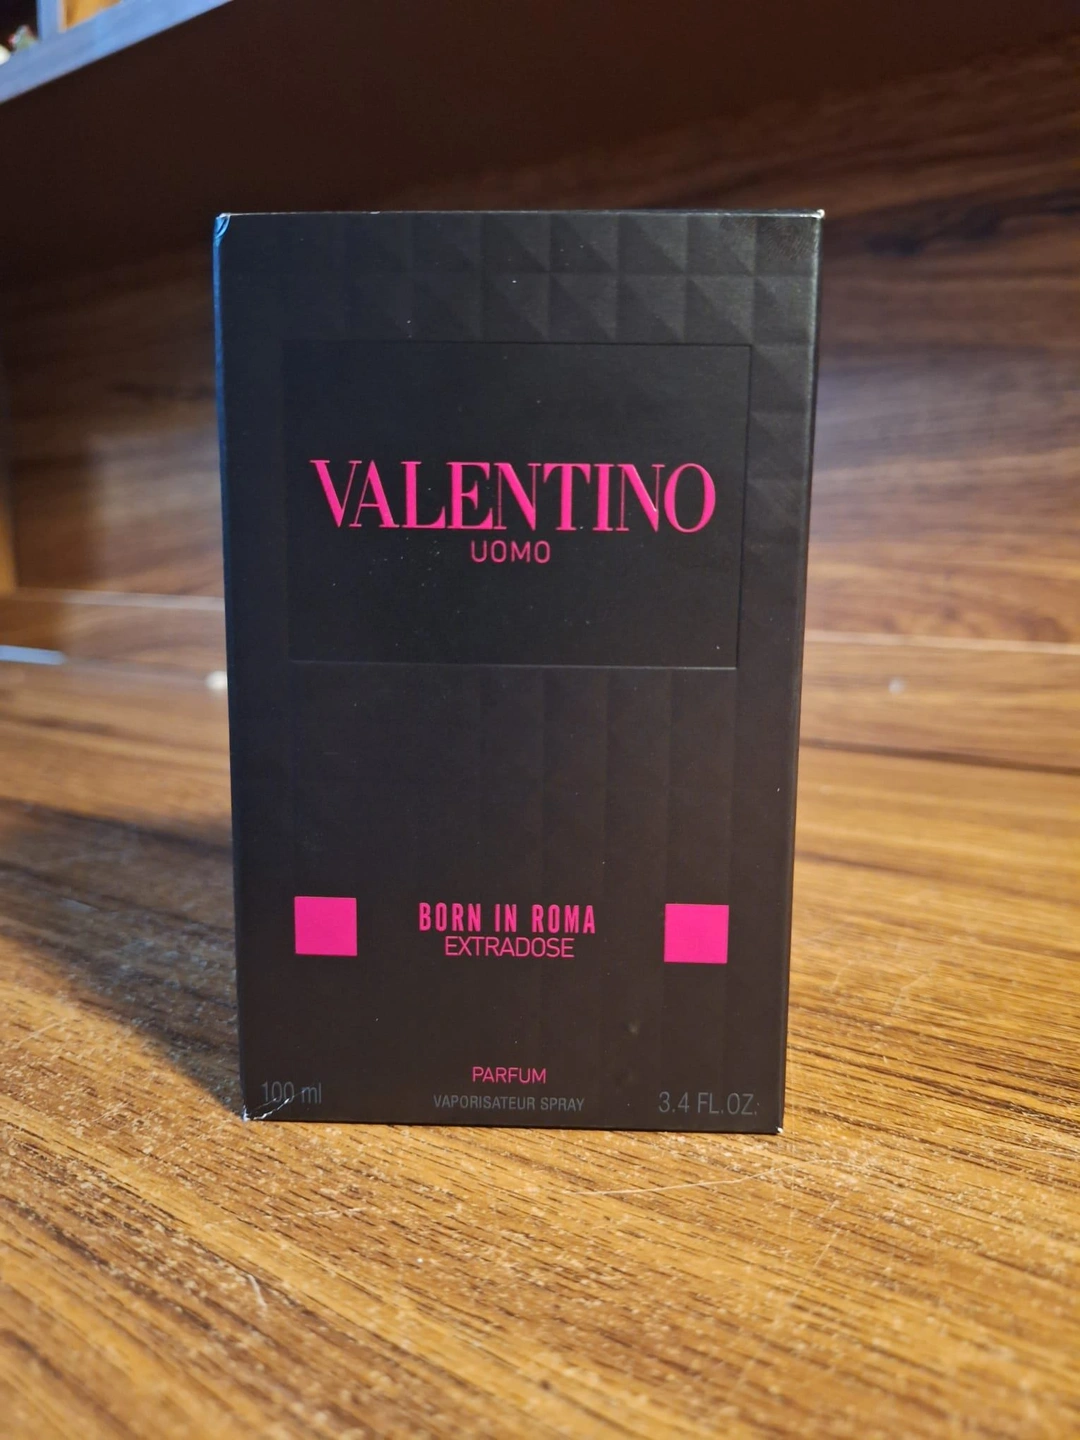 VALENTINO
UOMO
BORN IN ROMA
EXTRADOSE
PARFUM
100 ml
VAPORISATEUR SPRAY
3.4 FL.OZ.